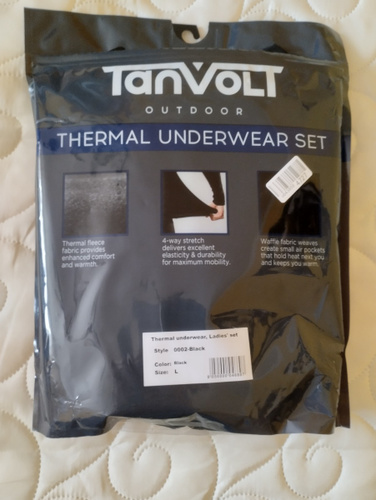 TANVOLT
OUTDOOR
THERMAL UNDERWEAR SET
Thermal fleece
fabric provides
enhanced comfort
and warmth.
4-way stretch
delivers excellent
elasticity & durability
for maximum mobility.
Waffle fabric weaves
create small air pockets
that hold heat next you
and keeps you warm.
Thermal underwear, Ladies' set
Style: 0002-Black
Color: Black
Size: L